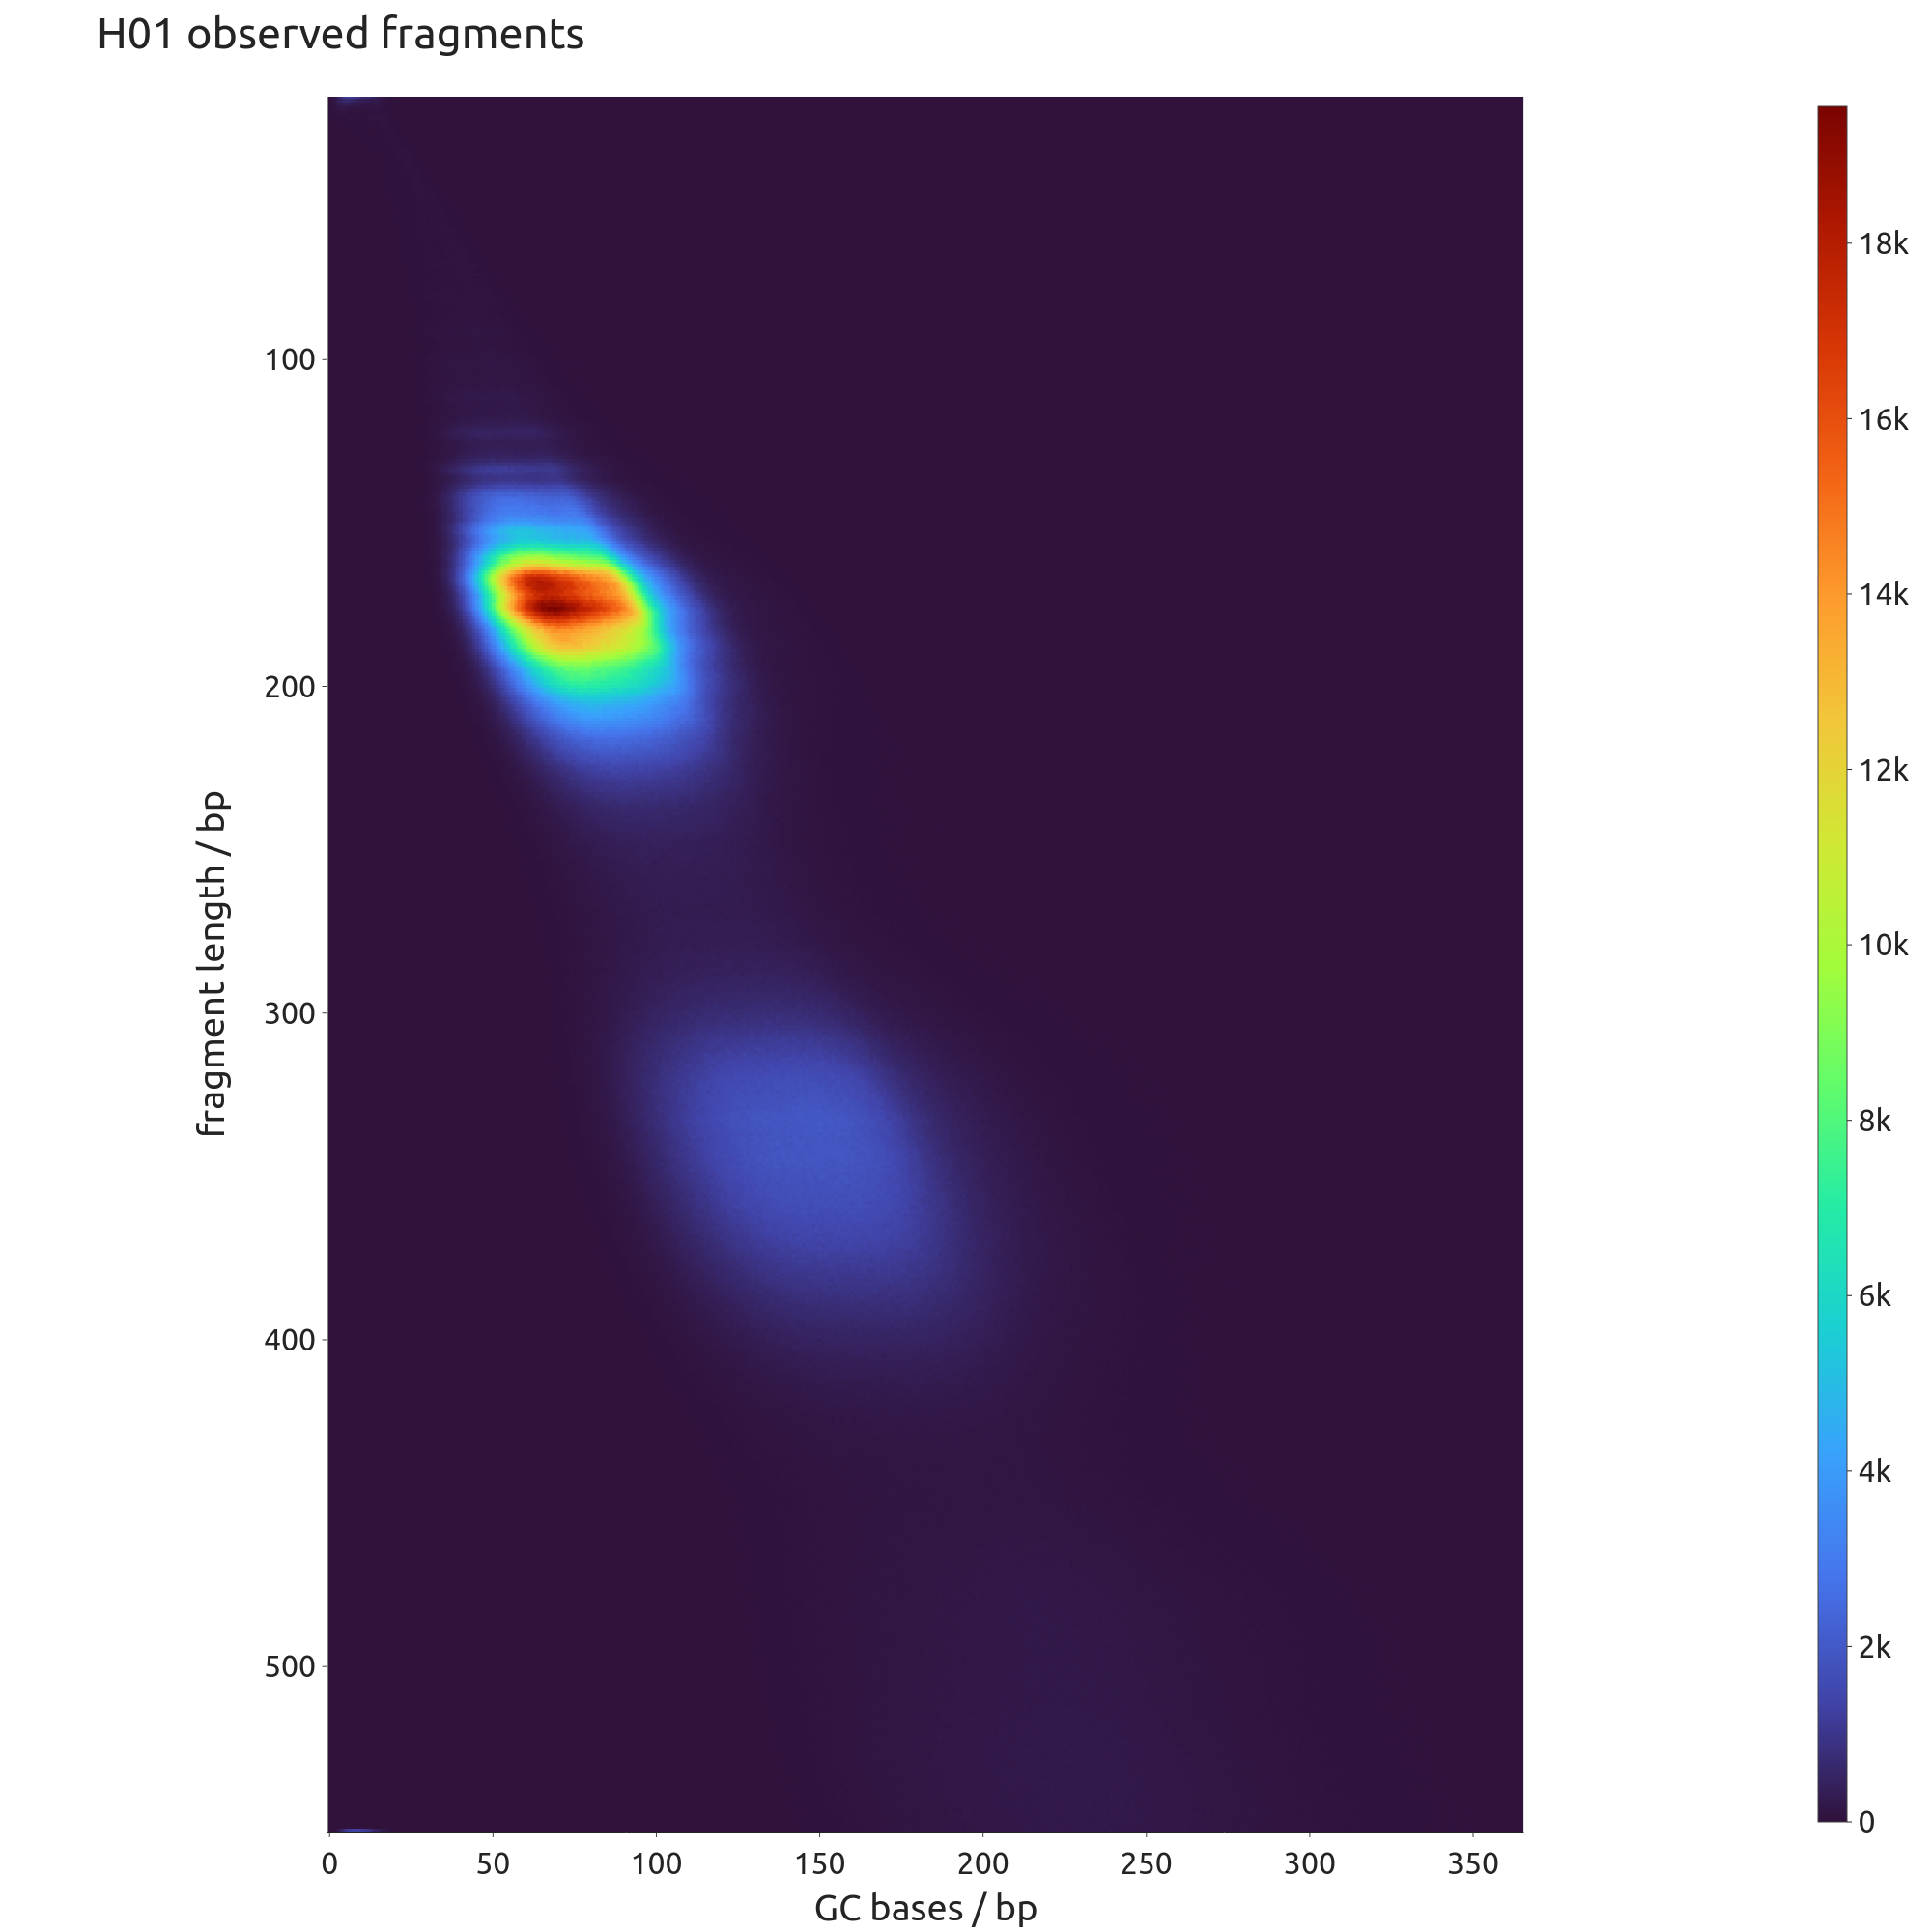 H01 observed fragments
fragment length / bp
100
200
300
400
500
0 50 100 150 200 250 300 350
GC bases / bp
18k
16k
14k
12k
10k
8k
6k
4k
2k
0